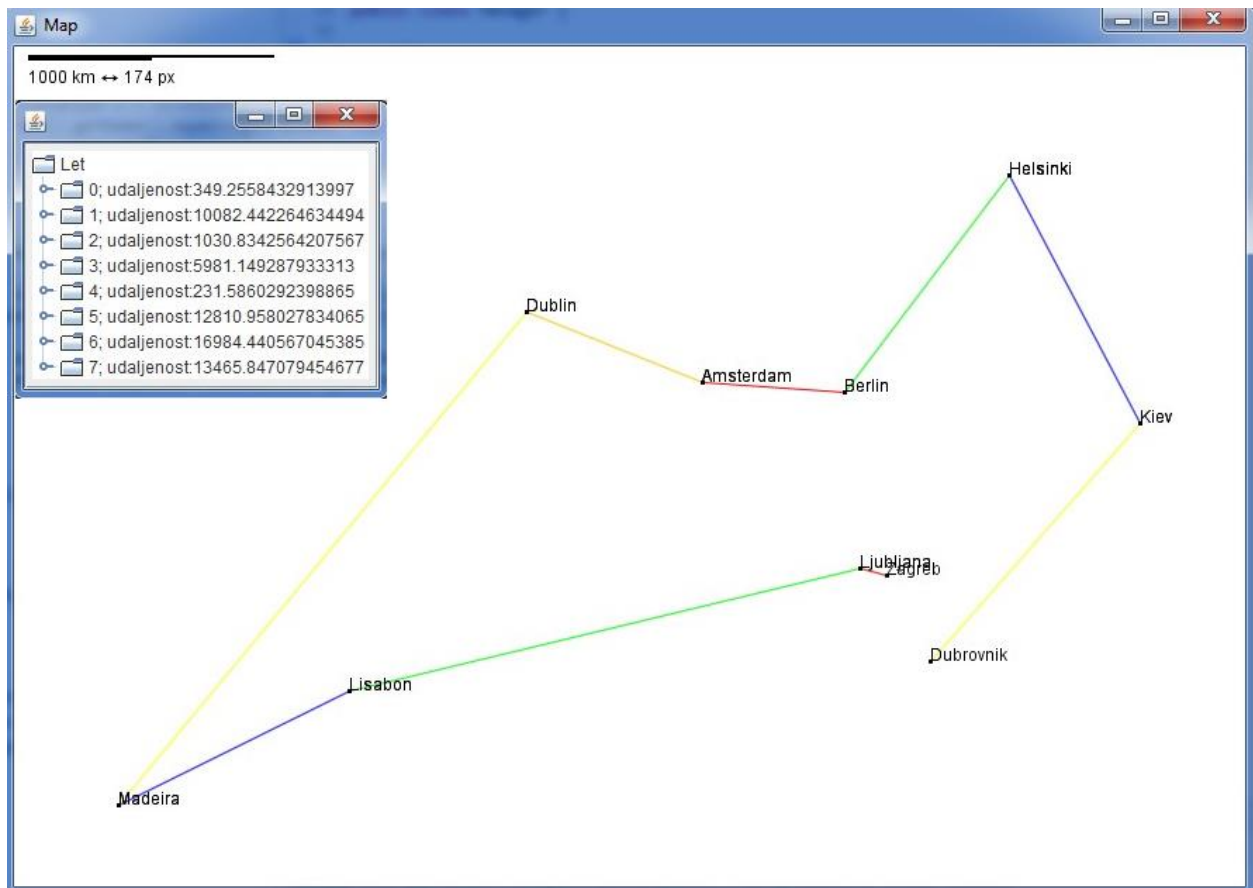 Map
1000 km ↔ 174 px
Let
0; udaljenost:349.2558432913997
1; udaljenost:10082.442264634494
2; udaljenost:1030.8342564207567
3; udaljenost:5981.149287933313
4; udaljenost:231.5860292398865
5; udaljenost:12810.958027834065
6; udaljenost:16984.440567045385
7; udaljenost:13465.847079454677
Helsinki
Dublin
Amsterdam
Berlin
Kiev
Ljubljana
Zagreb
Dubrovnik
Lisabon
Madeira